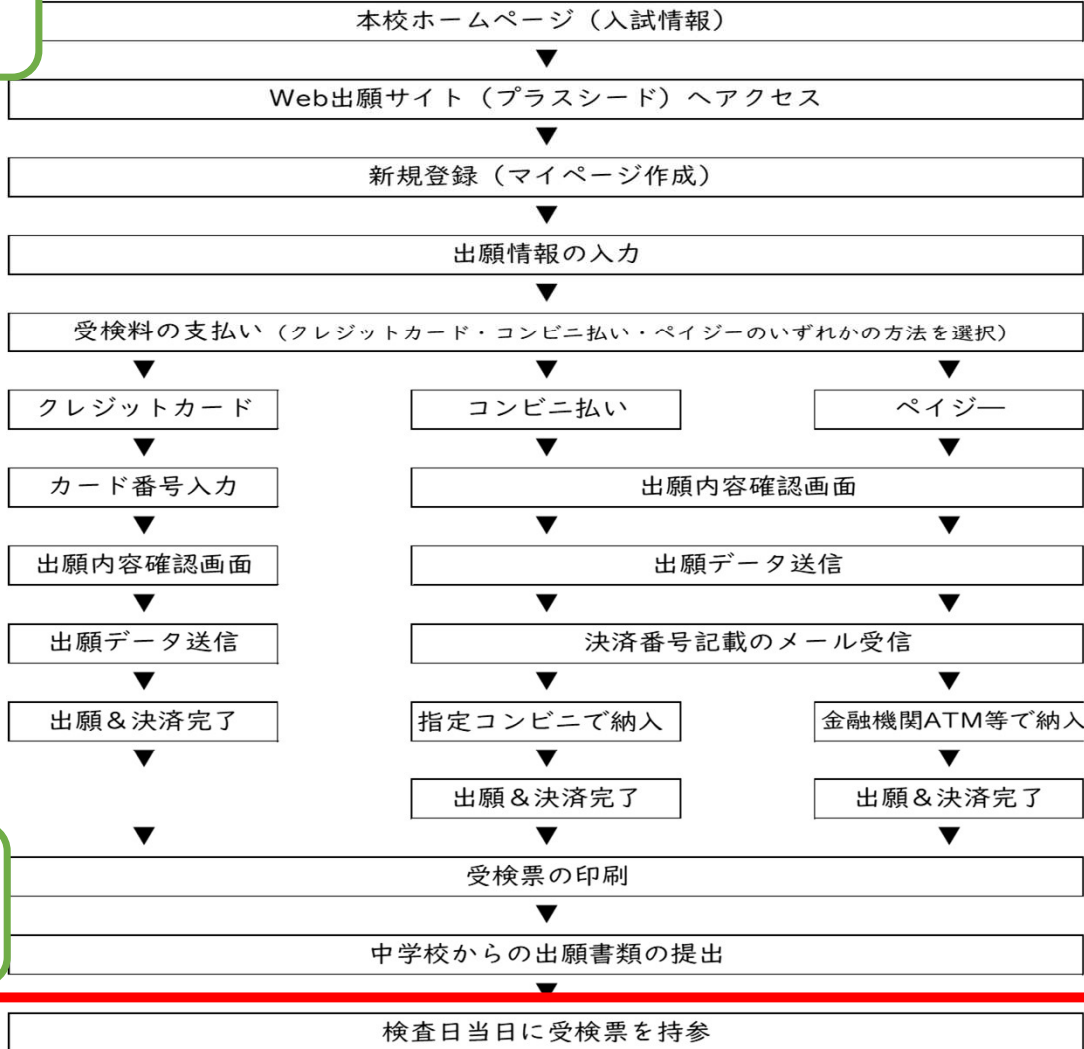 本校ホームページ（入試情報）
▼
Web出願サイト（プラスシード）へアクセス
▼
新規登録（マイページ作成）
▼
出願情報の入力
▼
受検料の支払い（クレジットカード・コンビニ払い・ペイジーのいずれかの方法を選択）
▼ ▼ ▼
クレジットカード コンビニ払い ペイジー
▼ ▼ ▼
カード番号入力 出願内容確認画面
▼ ▼ ▼
出願内容確認画面 出願データ送信
▼ ▼ ▼
出願データ送信 決済番号記載のメール受信
▼ ▼ ▼
出願&決済完了 指定コンビニで納入 金融機関ATM等で納入
▼ ▼ ▼
出願&決済完了 出願&決済完了
▼ ▼ ▼
受検票の印刷
▼
中学校からの出願書類の提出
▼
検査日当日に受検票を持参